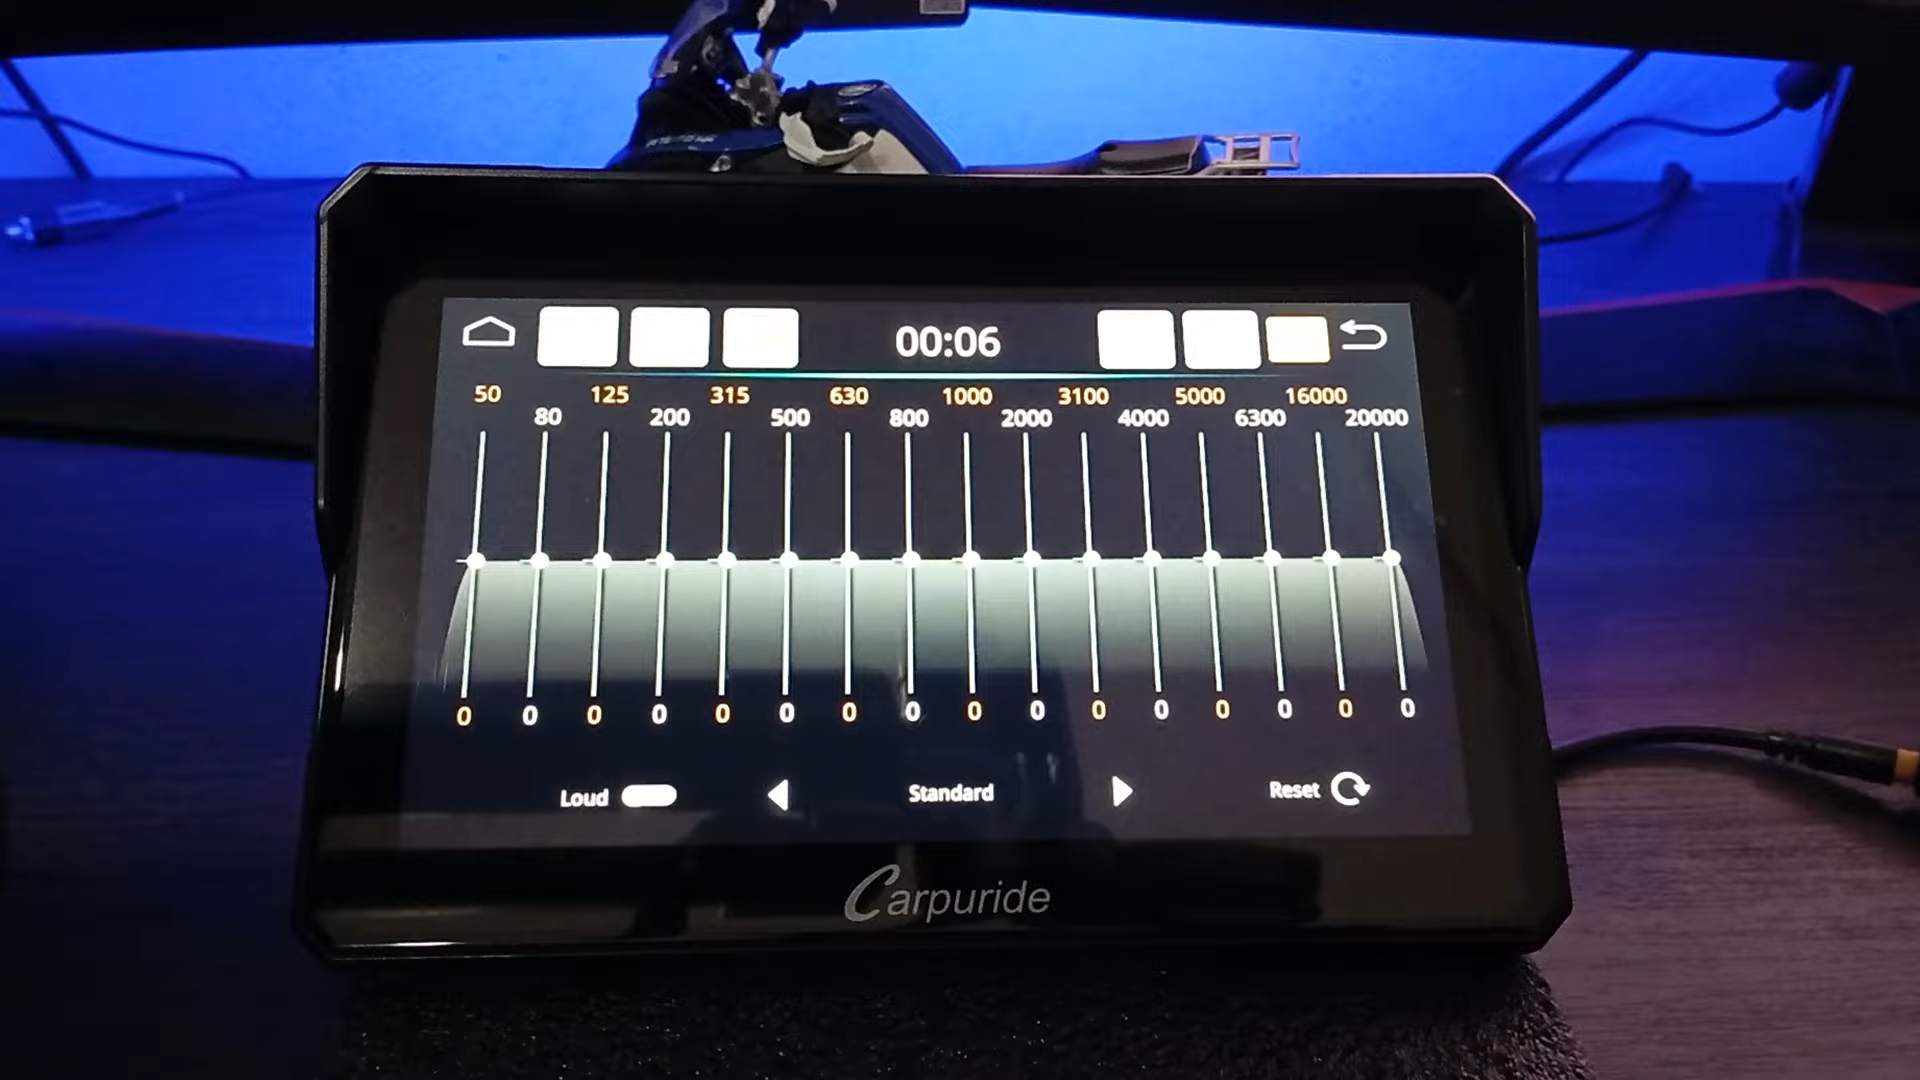 00:06
50 125 315 630 1000 3100 5000 16000
80 200 500 800 2000 4000 6300 20000
0 0 0 0 0 0 0 0 0 0 0 0 0 0 0 0
Loud Standard Reset
Carpuride